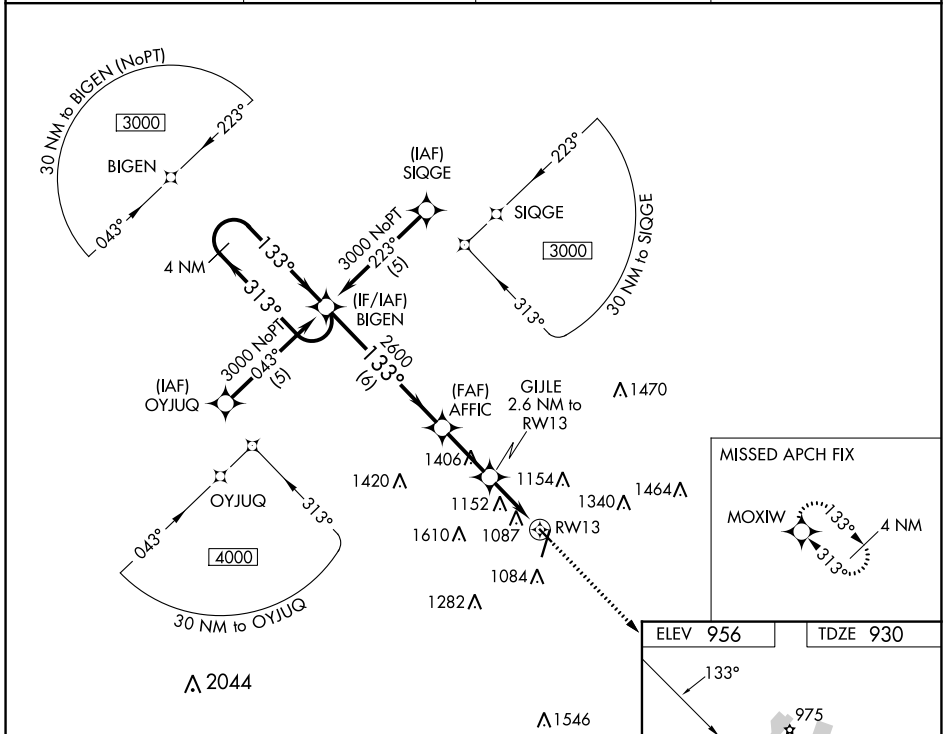 30 NM to BIGEN (NoPT)
3000
223°
BIGEN
043°
(IAF)
SIQGE
3000 NoPT
223°
(5)
223°
SIQGE
3000
313°
30 NM to SIQGE
4 NM
133°
313°
(IF/IAF)
BIGEN
3000 NoPT
043°
(5)
(IAF)
OYJUQ
2600
133°
(6)
(FAF)
AFFIC
GIJLE
2.6 NM to
RW13
1470
1406
1420
1154
1152
1340
1464
1610
1087
RW13
1084
1282
OYJUQ
043°
313°
4000
30 NM to OYJUQ
2044
1546
MISSED APCH FIX
MOXIW
133°
313°
4 NM
ELEV 956
TDZE 930
133°
975